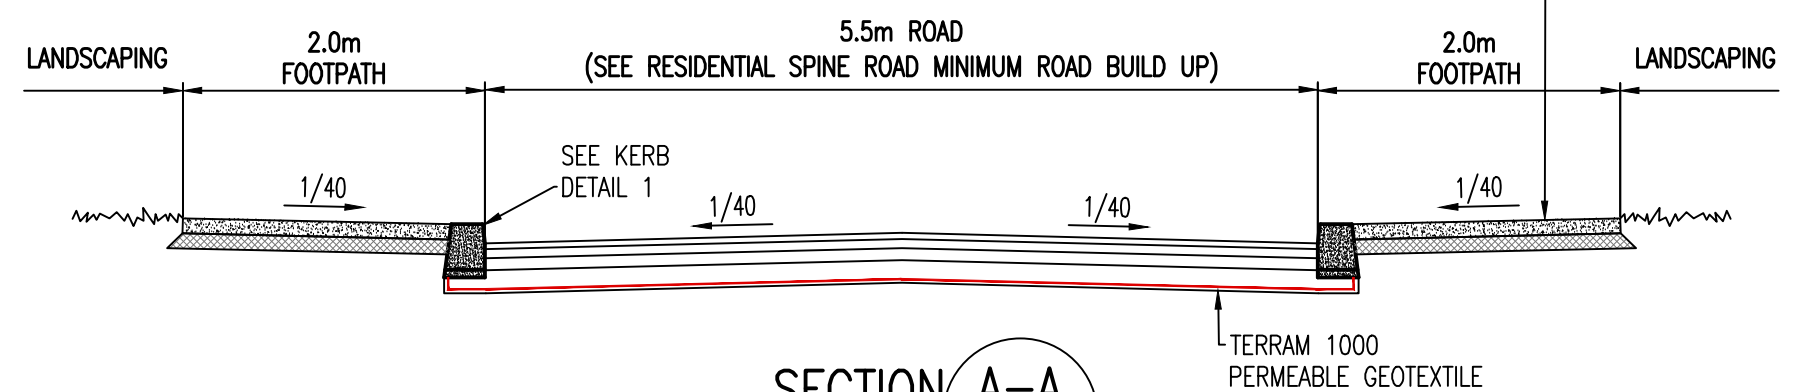 LANDSCAPING
2.0m
FOOTPATH
5.5m ROAD
(SEE RESIDENTIAL SPINE ROAD MINIMUM ROAD BUILD UP)
2.0m
FOOTPATH
LANDSCAPING
SEE KERB
DETAIL 1
1/40
1/40
1/40
1/40
TERRAM 1000
PERMEABLE GEOTEXTILE
SECTION A-A